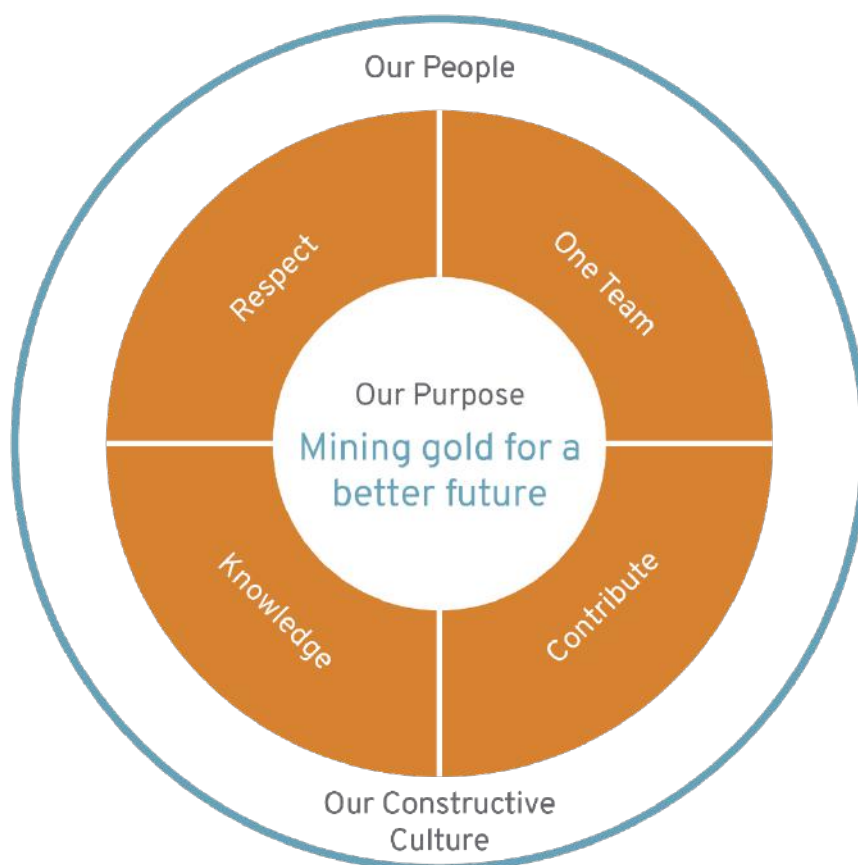 Our People
Respect
One Team
Our Purpose
Mining gold for a
better future
Knowledge
Contribute
Our Constructive
Culture